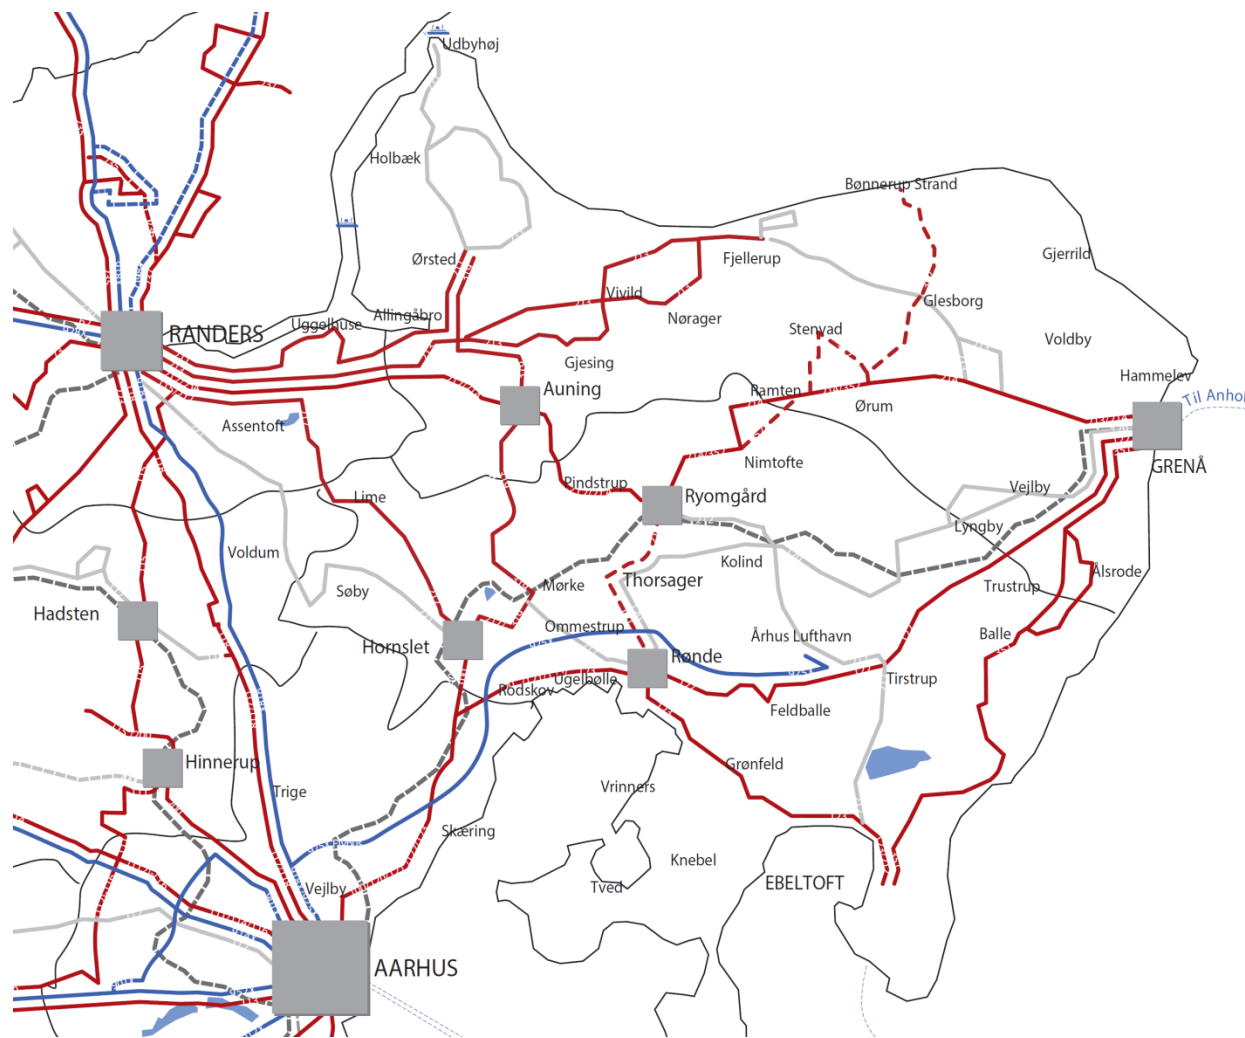 Udbyhøj
Holbæk
Bønnerup Strand
Ørsted
Fjellerup
Gjerrild
Vivild
Glesborg
Allingåbro
Nørager
Uggelhuse
Stenvad
RANDERS
Voldby
Gjesing
Hammelev
Auning
Ramten
Til Anhol
Ørum
Assentoft
Nimtofte
GRENÅ
Pindstrup
Vejlby
Lime
Ryomgård
Lyngby
Voldum
Kolind
Ålsrode
Thorsager
Trustrup
Søby
Mørke
Hadsten
Ommestrup
Århus Lufthavn
Balle
Hornslet
Rønde
Ugelbølle
Tirstrup
Rodskov
Feldballe
Hinnerup
Grønfeld
Trige
Vrinners
Skæring
Knebel
Vejlby
Tved
EBELTOFT
AARHUS